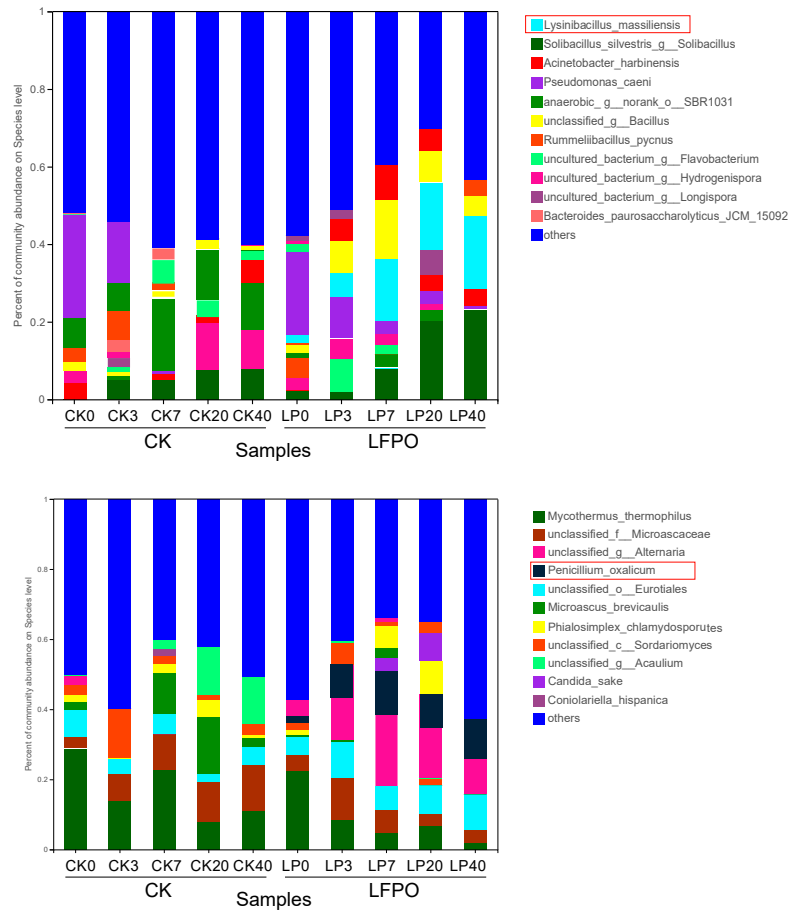 Percent of community abundance on Species level
1
0.8
0.6
0.4
0.2
0
CK0 CK3 CK7 CK20 CK40 LP0 LP3 LP7 LP20 LP40
CK LFPO
Samples
Lysinibacillus_massiliensis
Solibacillus_silvestris_g__Solibacillus
Acinetobacter_harbinensis
Pseudomonas_caeni
anaerobic_g__norank_o__SBR1031
unclassified_g__Bacillus
Rummeliibacillus_pycnus
uncultured_bacterium_g__Flavobacterium
uncultured_bacterium_g__Hydrogenispora
uncultured_bacterium_g__Longispora
Bacteroides_paurosaccharolyticus_JCM_15092
others
Percent of community abundance on Species level
1
0.8
0.6
0.4
0.2
0
CK0 CK3 CK7 CK20 CK40 LP0 LP3 LP7 LP20 LP40
CK LFPO
Samples
Mycothermus_thermophilus
unclassified_f__Microascaceae
unclassified_g__Alternaria
Penicillium_oxalicum
unclassified_o__Eurotiales
Microascus_brevicaulis
Phialosimplex_chlamydosporutes
unclassified_c__Sordariomyces
unclassified_g__Acaulium
Candida_sake
Coniolariella_hispanica
others